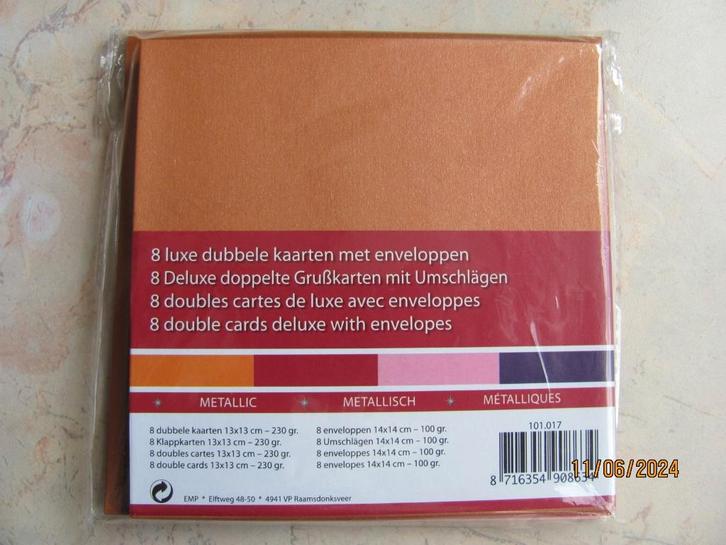 8 luxe dubbele kaarten met enveloppen
8 Deluxe doppelte Grußkarten mit Umschlägen
8 doubles cartes de luxe avec enveloppes
8 double cards deluxe with envelopes
METALLIC METALLISCH MÉTALLIQUES
8 dubbele kaarten 13x13 cm – 230 gr.
8 Klappkarten 13x13 cm – 230 gr.
8 doubles cartes 13x13 cm – 230 gr.
8 double cards 13x13 cm – 230 gr.
8 enveloppen 14x14 cm – 100 gr.
8 Umschlägen 14x14 cm – 100 gr.
8 enveloppes 14x14 cm – 100 gr.
8 envelopes 14x14 cm – 100 gr.
101.017
8 716354
11/06/2024
EMP * Elftweg 48-50 * 4941 VP Raamsdonksveer